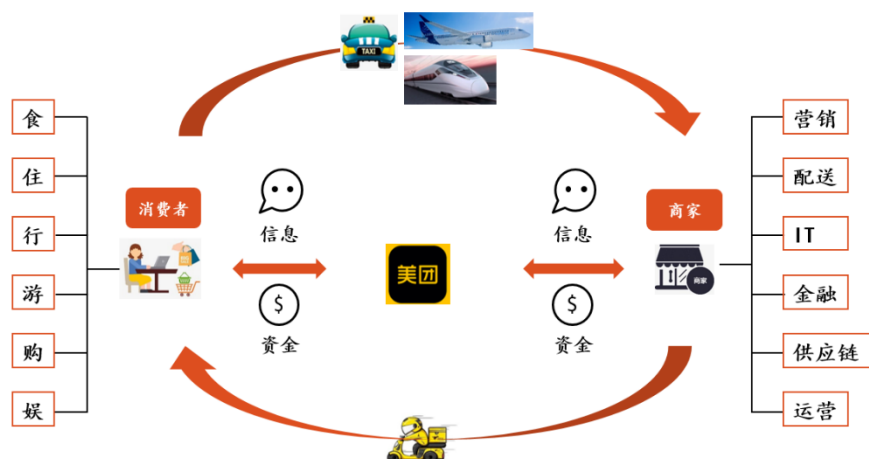 TAXI
食
住
行
游
购
娱
消费者
信息
资金
美团
信息
资金
商家
商家
营销
配送
IT
金融
供应链
运营